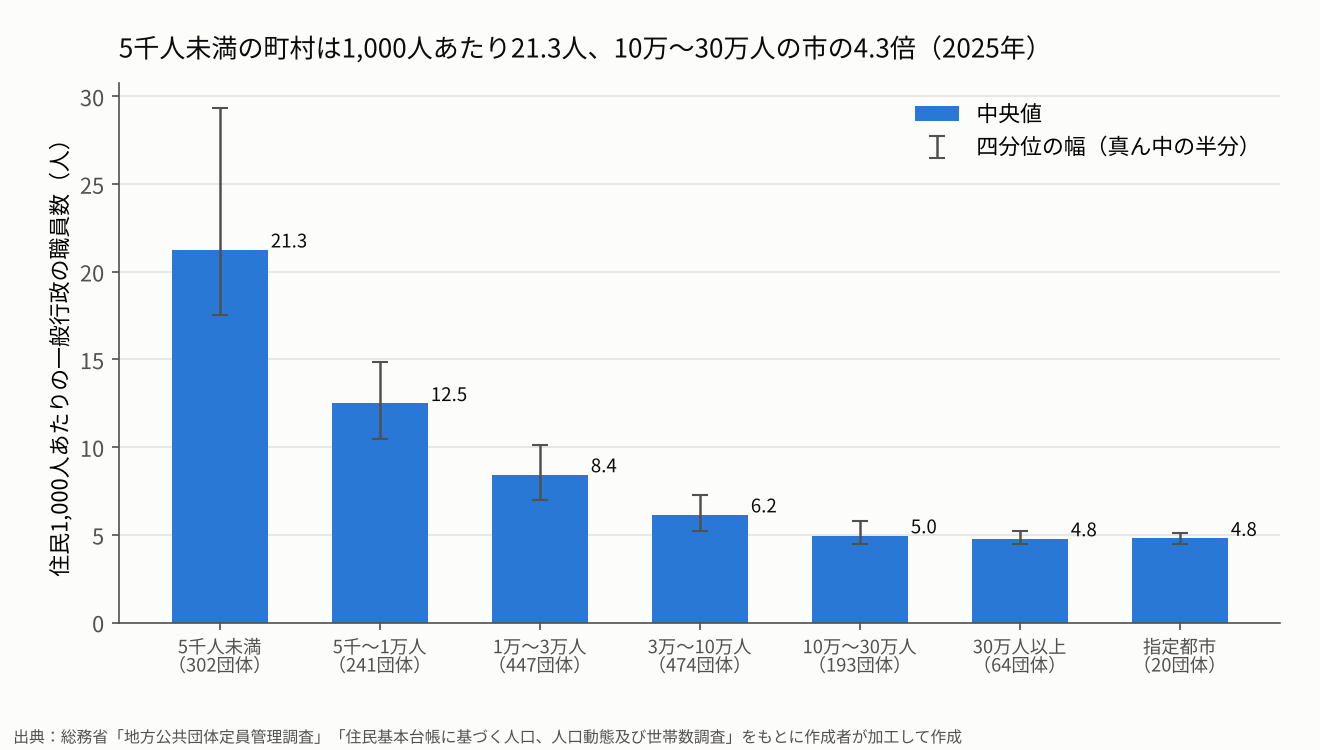 5千人未満の町村は1,000人あたり21.3人、10万～30万人の市の4.3倍（2025年）
中央値
四分位の幅（真ん中の半分）
住民1,000人あたりの一般行政の職員数（人）
30
25
20
15
10
5
0
21.3
12.5
8.4
6.2
5.0
4.8
4.8
5千人未満
（302団体）
5千～1万人
（241団体）
1万～3万人
（447団体）
3万～10万人
（474団体）
10万～30万人
（193団体）
30万人以上
（64団体）
指定都市
（20団体）
出典：総務省「地方公共団体定員管理調査」「住民基本台帳に基づく人口、人口動態及び世帯数調査」をもとに作成者が加工して作成